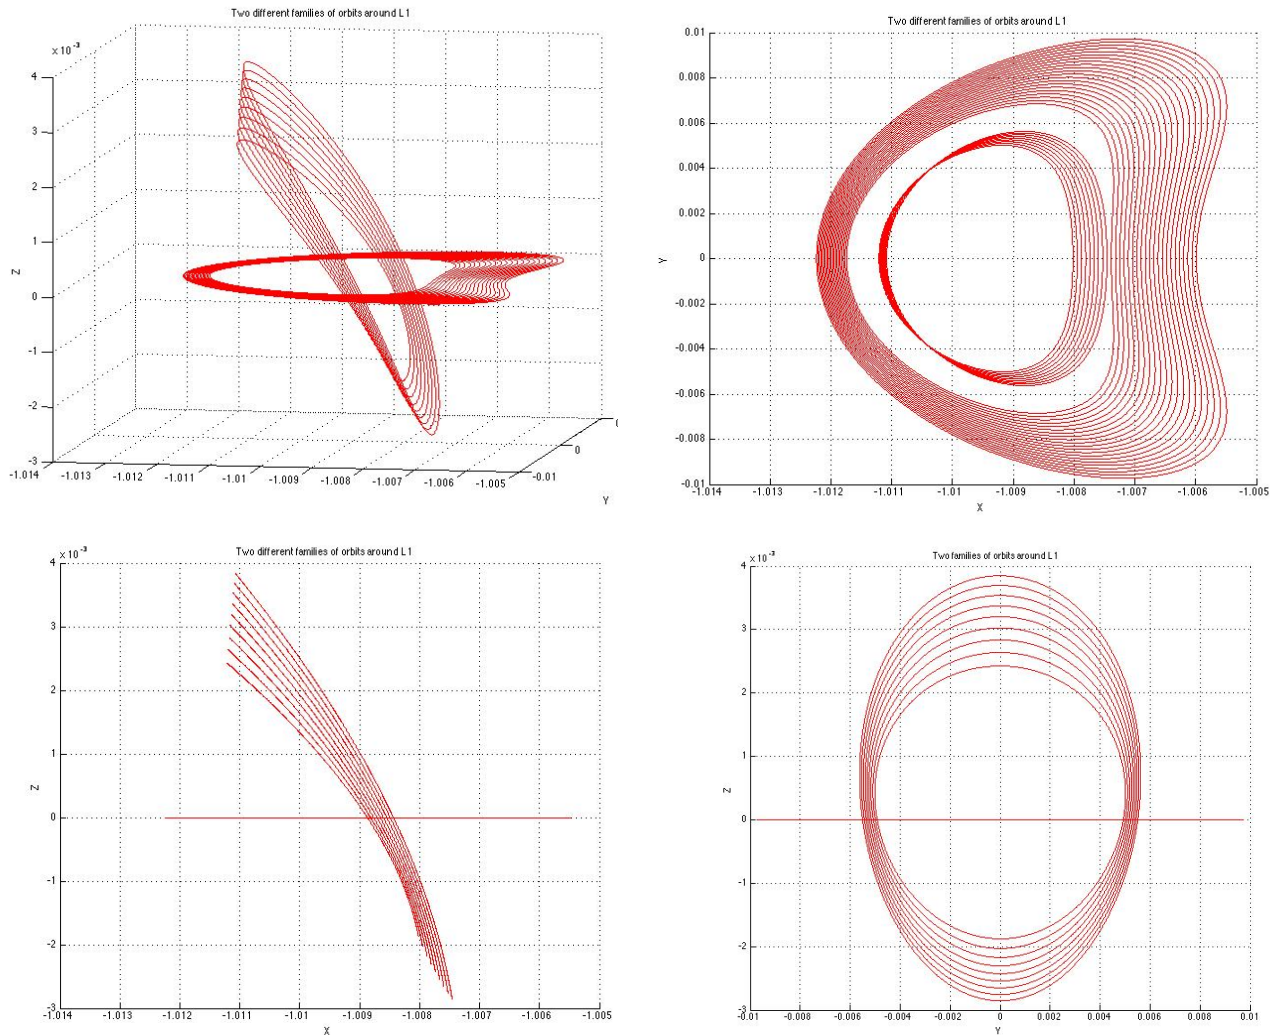 Two different families of orbits around L1
x 10⁻³
4
3
2
1
0
-1
-2
-3
Z
-1.014 -1.013 -1.012 -1.011 -1.01 -1.009 -1.008 -1.007 -1.006 -1.005
-0.01
0
Y
Two different families of orbits around L1
0.01
0.008
0.006
0.004
0.002
0
-0.002
-0.004
-0.006
-0.008
-0.01
Y
-1.014 -1.013 -1.012 -1.011 -1.01 -1.009 -1.008 -1.007 -1.006 -1.005
X
Two different families of orbits around L1
x 10⁻³
4
3
2
1
0
-1
-2
-3
Z
-1.014 -1.013 -1.012 -1.011 -1.01 -1.009 -1.008 -1.007 -1.006 -1.005
X
Two families of orbits around L1
x 10⁻³
4
3
2
1
0
-1
-2
-3
Z
-0.01 -0.008 -0.006 -0.004 -0.002 0 0.002 0.004 0.006 0.008 0.01
Y